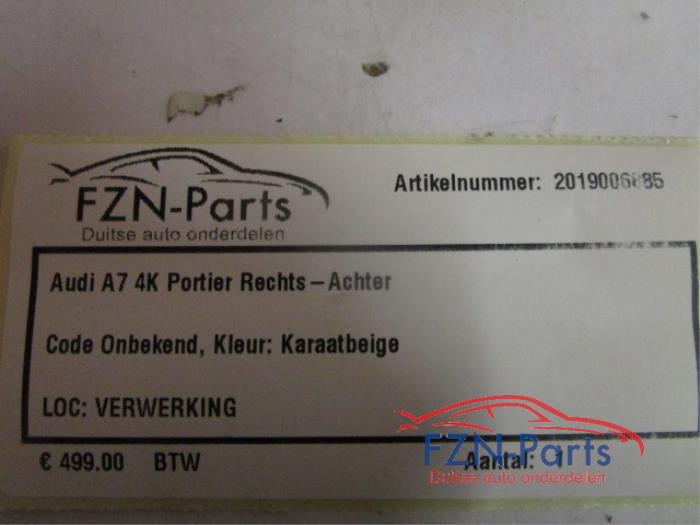 FZN-Parts
Duitse auto onderdelen
Artikelnummer: 2019006885
Audi A7 4K Portier Rechts – Achter
Code Onbekend, Kleur: Karaatbeige
LOC: VERWERKING
€ 499.00 BTW Aantal:
FZN-Parts
Duitse auto onderdelen